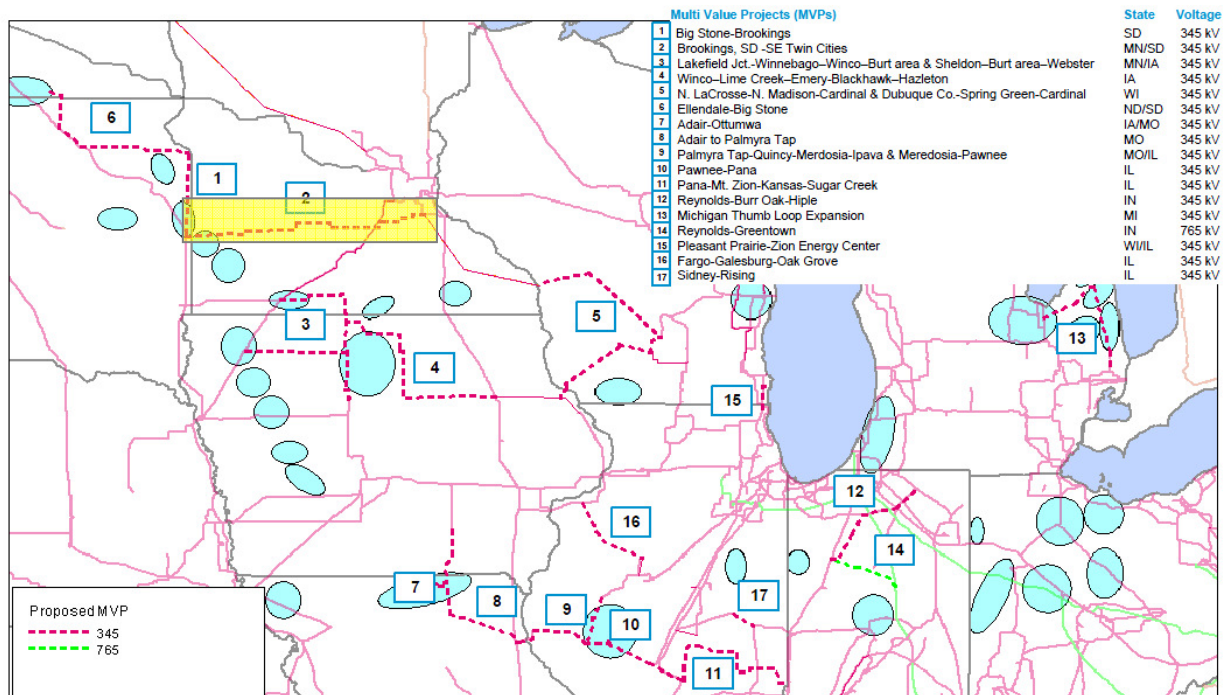 Multi Value Projects (MVPs) State Voltage
1 Big Stone-Brookings SD 345 kV
2 Brookings, SD -SE Twin Cities MN/SD 345 kV
3 Lakefield Jct.-Winnebago–Winco–Burt area & Sheldon–Burt area–Webster MN/IA 345 kV
4 Winco–Lime Creek–Emery-Blackhawk–Hazleton IA 345 kV
5 N. LaCrosse-N. Madison-Cardinal & Dubuque Co.-Spring Green-Cardinal WI 345 kV
6 Ellendale-Big Stone ND/SD 345 kV
7 Adair-Ottumwa IA/MO 345 kV
8 Adair to Palmyra Tap MO 345 kV
9 Palmyra Tap-Quincy-Merdosia-Ipava & Meredosia-Pawnee MO/IL 345 kV
10 Pawnee-Pana IL 345 kV
11 Pana-Mt. Zion-Kansas-Sugar Creek IL 345 kV
12 Reynolds-Burr Oak-Hiple IN 345 kV
13 Michigan Thumb Loop Expansion MI 345 kV
14 Reynolds-Greentown IN 765 kV
15 Pleasant Prairie-Zion Energy Center WI/IL 345 kV
16 Fargo-Galesburg-Oak Grove IL 345 kV
17 Sidney-Rising IL 345 kV
6
1
2
5
3
13
4
15
12
16
14
7
17
8
9
10
11
Proposed MVP
345
765